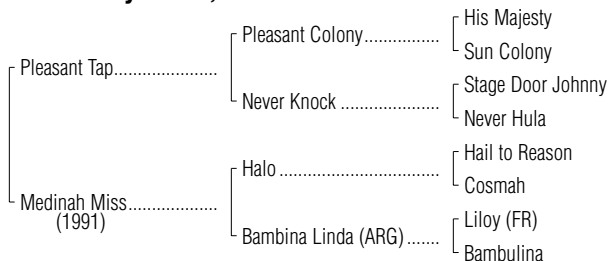 His Majesty
Pleasant Colony................
Sun Colony
Pleasant Tap.....................
Stage Door Johnny
Never Knock .....................
Never Hula
Hail to Reason
Halo ..................................
Cosmah
Medinah Miss..................
(1991)
Liloy (FR)
Bambina Linda (ARG) .......
Bambulina